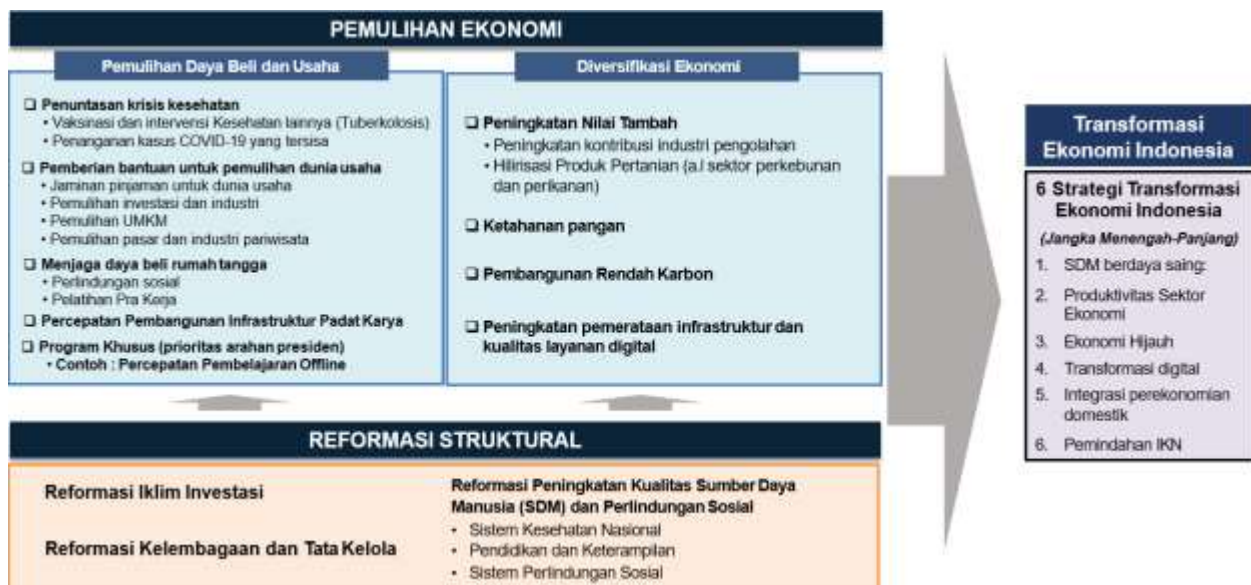 PEMULIHAN EKONOMI
Pemulihan Daya Beli dan Usaha
❑ Penuntasan krisis kesehatan
• Vaksinasi dan intervensi Kesehatan lainnya (Tuberkolosis)
• Penanganan kasus COVID-19 yang tersisa
❑ Pemberian bantuan untuk pemulihan dunia usaha
• Jaminan pinjaman untuk dunia usaha
• Pemulihan investasi dan industri
• Pemulihan UMKM
• Pemulihan pasar dan industri pariwisata
❑ Menjaga daya beli rumah tangga
• Perlindungan sosial
• Pelatihan Pra Kerja
❑ Percepatan Pembangunan Infrastruktur Padat Karya
❑ Program Khusus (prioritas arahan presiden)
• Contoh : Percepatan Pembelajaran Offline
Diversifikasi Ekonomi
❑ Peningkatan Nilai Tambah
• Peningkatan kontribusi industri pengolahan
• Hilirisasi Produk Pertanian (a.l sektor perkebunan
dan perikanan)
❑ Ketahanan pangan
❑ Pembangunan Rendah Karbon
❑ Peningkatan pemerataan infrastruktur dan
kualitas layanan digital
REFORMASI STRUKTURAL
Reformasi Iklim Investasi
Reformasi Kelembagaan dan Tata Kelola
Reformasi Peningkatan Kualitas Sumber Daya
Manusia (SDM) dan Perlindungan Sosial
• Sistem Kesehatan Nasional
• Pendidikan dan Keterampilan
• Sistem Perlindungan Sosial
Transformasi
Ekonomi Indonesia
6 Strategi Transformasi
Ekonomi Indonesia
(Jangka Menengah-Panjang)
1. SDM berdaya saing:
2. Produktivitas Sektor
Ekonomi
3. Ekonomi Hijauh
4. Transformasi digital
5. Integrasi perekonomian
domestik
6. Pemindahan IKN